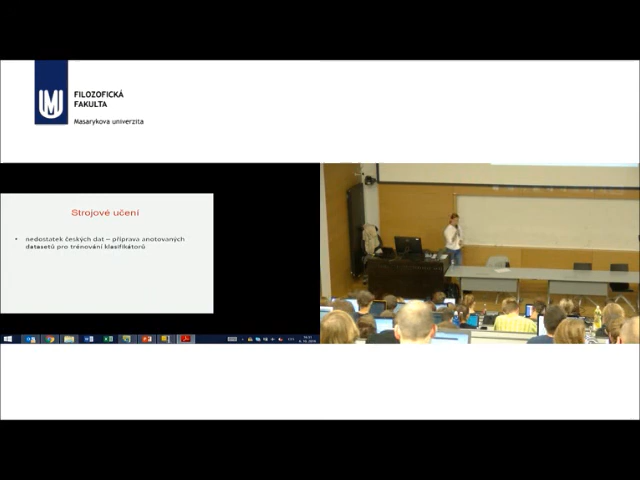 FILOZOFICKÁ
FAKULTA
Masarykova univerzita
Strojové učení
• nedostatek českých dat – příprava anotovaných
datasetů pro trénování klasifikátorů